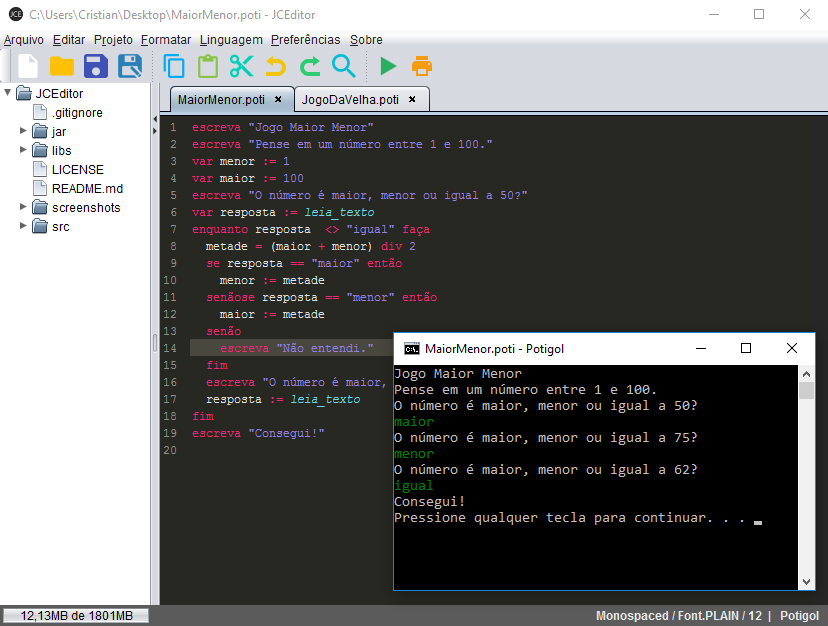 JCE C:\Users\Cristian\Desktop\MaiorMenor.poti - JCEditor
Arquivo Editar Projeto Formatar Linguagem Preferências Sobre
JCEditor
.gitignore
jar
libs
LICENSE
README.md
screenshots
src
MaiorMenor.poti × JogoDaVelha.poti ×
1 escreva "Jogo Maior Menor"
2 escreva "Pense em um número entre 1 e 100."
3 var menor := 1
4 var maior := 100
5 escreva "O número é maior, menor ou igual a 50?"
6 var resposta := leia_texto
7 enquanto resposta <> "igual" faça
8 metade = (maior + menor) div 2
9 se resposta == "maior" então
10 menor := metade
11 senãose resposta == "menor" então
12 maior := metade
13 senão
14 escreva "Não entendi."
15 fim
16 escreva "O número é maior,
17 resposta := leia_texto
18 fim
19 escreva "Consegui!"
20
C:\. MaiorMenor.poti - Potigol
Jogo Maior Menor
Pense em um número entre 1 e 100.
O número é maior, menor ou igual a 50?
maior
O número é maior, menor ou igual a 75?
menor
O número é maior, menor ou igual a 62?
igual
Consegui!
Pressione qualquer tecla para continuar. . . _
12,13MB de 1801MB
Monospaced / Font.PLAIN / 12 | Potigol